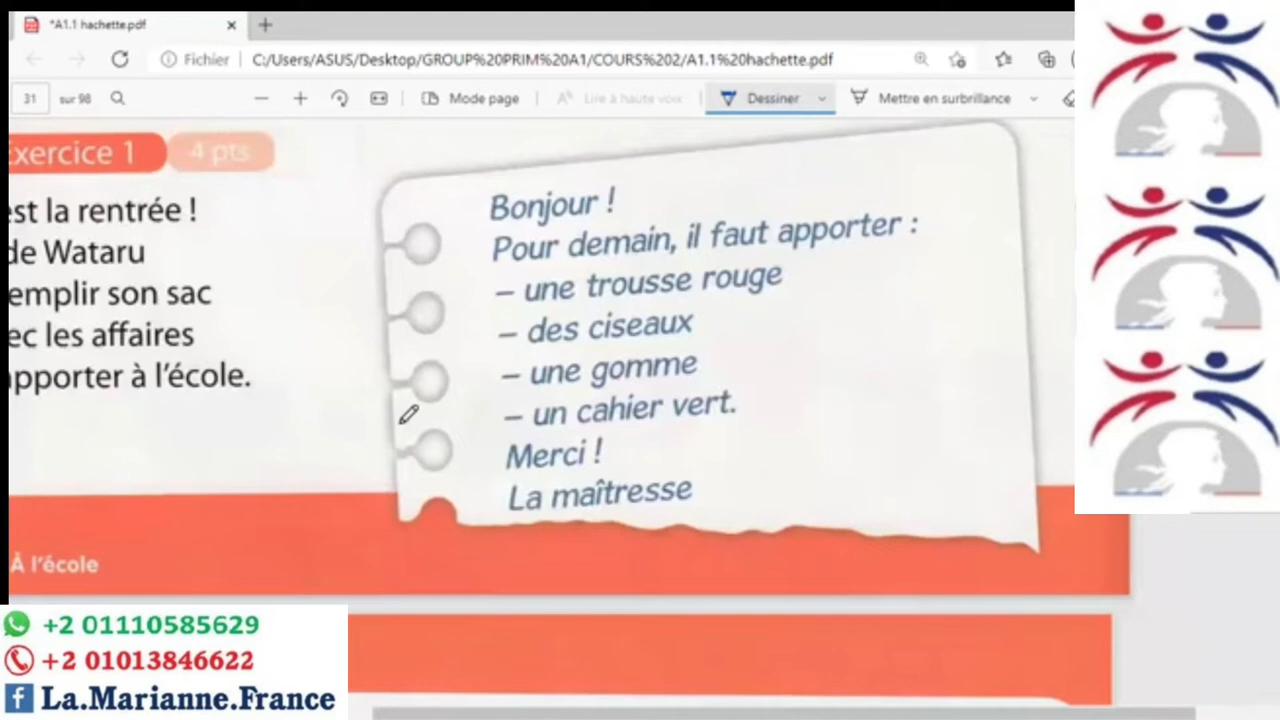 *A1.1 hachette.pdf
Fichier
C:/Users/ASUS/Desktop/GROUP%20PRIM%20A1/COURS%202/A1.1%20hachette.pdf
31 sur 98
Mode page
Lire à haute voix
Dessiner
Mettre en surbrillance
xercice 1 4 pts
est la rentrée !
de Wataru
emplir son sac
ec les affaires
apporter à l'école.
Bonjour !
Pour demain, il faut apporter :
– une trousse rouge
– des ciseaux
– une gomme
– un cahier vert.
Merci !
La maîtresse
À l'école
+2 01110585629
+2 01013846622
La.Marianne.France